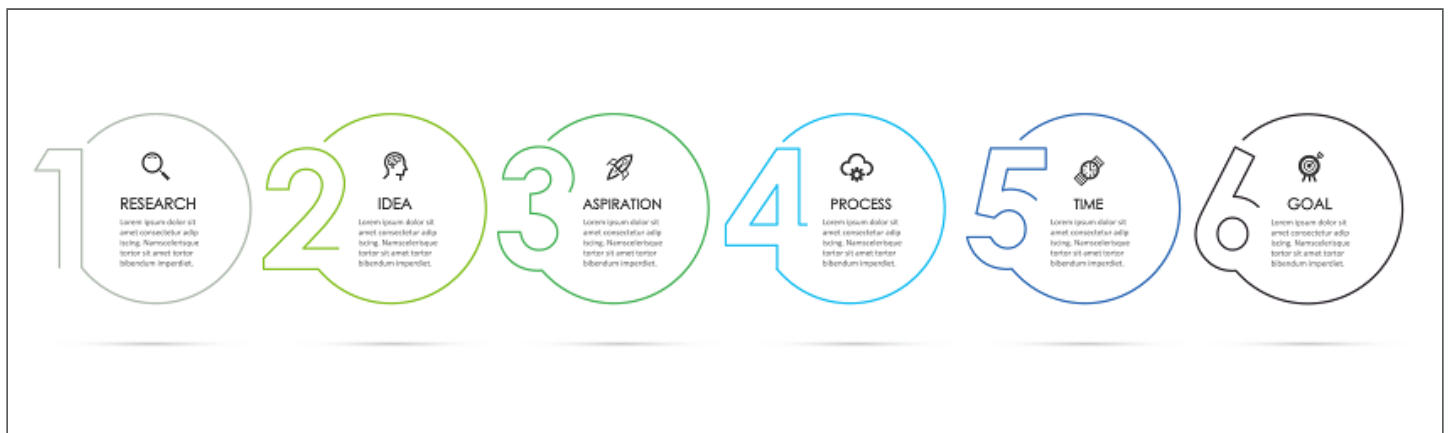 1
RESEARCH
Lorem ipsum dolor sit
amet consectetur adip
iscing. Namscelerisque
tortor sit amet tortor
bibendum imperdiet.
2
IDEA
Lorem ipsum dolor sit
amet consectetur adip
iscing. Namscelerisque
tortor sit amet tortor
bibendum imperdiet.
3
ASPIRATION
Lorem ipsum dolor sit
amet consectetur adip
iscing. Namscelerisque
tortor sit amet tortor
bibendum imperdiet.
4
PROCESS
Lorem ipsum dolor sit
amet consectetur adip
iscing. Namscelerisque
tortor sit amet tortor
bibendum imperdiet.
5
TIME
Lorem ipsum dolor sit
amet consectetur adip
iscing. Namscelerisque
tortor sit amet tortor
bibendum imperdiet.
6
GOAL
Lorem ipsum dolor sit
amet consectetur adip
iscing. Namscelerisque
tortor sit amet tortor
bibendum imperdiet.